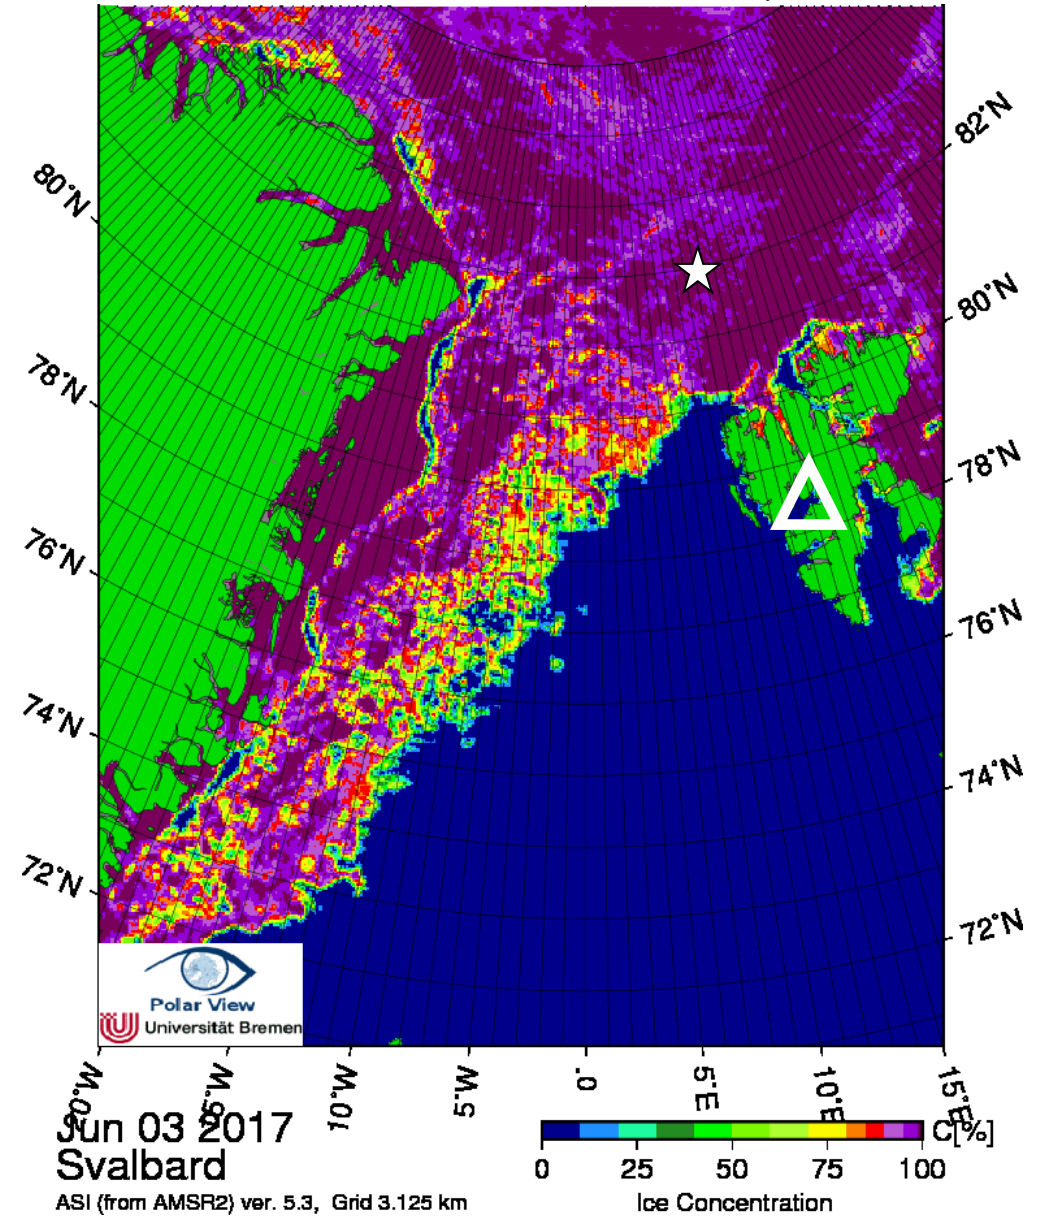 82°N
80°N
80°N
78°N
78°N
76°N
76°N
74°N
74°N
72°N
72°N
Polar View
Universität Bremen
20°W
15°W
10°W
5°W
0°
5°E
10°E
15°E
Jun 03 2017
Svalbard
ASI (from AMSR2) ver. 5.3, Grid 3.125 km
C[%]
0 25 50 75 100
Ice Concentration